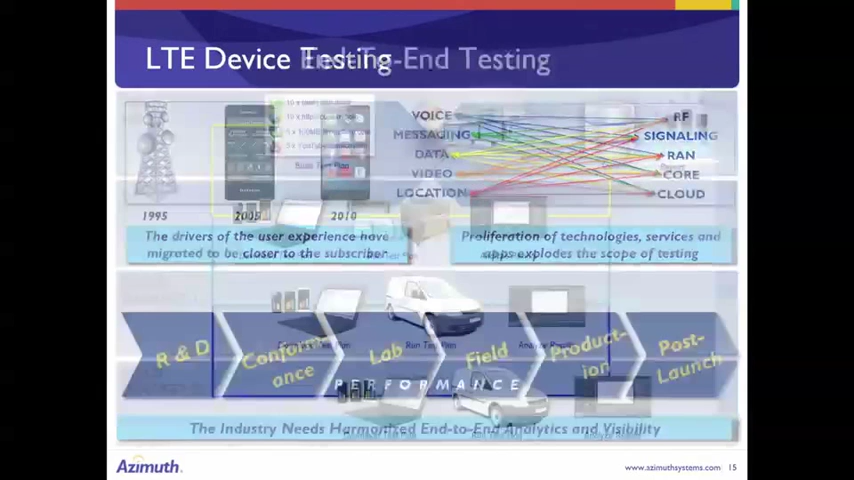 LTE Device Testing
End-To-End Testing
VOICE
MESSAGING
DATA
VIDEO
LOCATION
RF
SIGNALING
RAN
CORE
CLOUD
1995
2005
2010
The drivers of the user experience have
migrated to be closer to the subscriber
Proliferation of technologies, services and
apps explodes the scope of testing
R & D
Conform-
ance
Lab
Field
Product-
ion
Post-
Launch
Run Test Plan
PERFORMANCE
The Industry Needs Harmonized End-to-End Analytics and Visibility
Azimuth
www.azimuthsystems.com 15